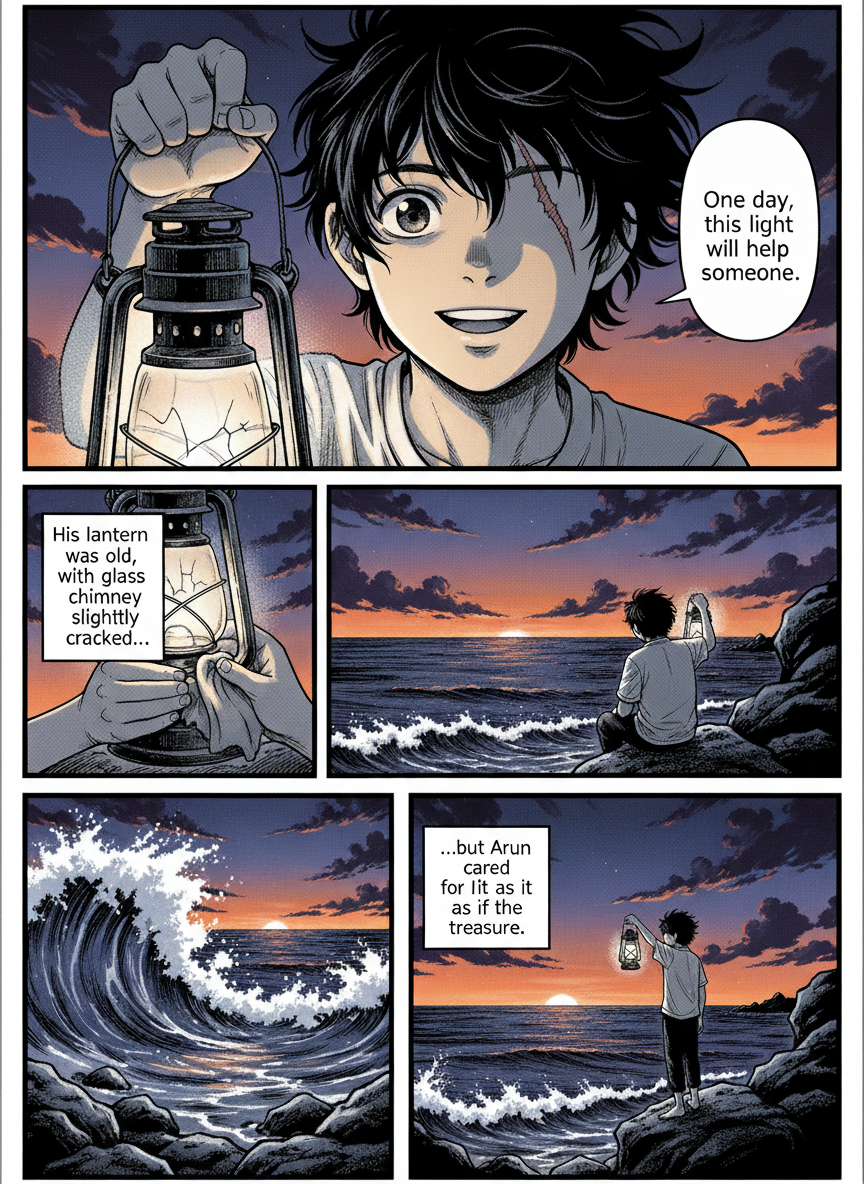 One day,
this light
will help
someone.
His lantern
was old,
with glass
chimney
slighttly
cracked...
...but Arun
cared
for Iit as it
as if the
treasure.